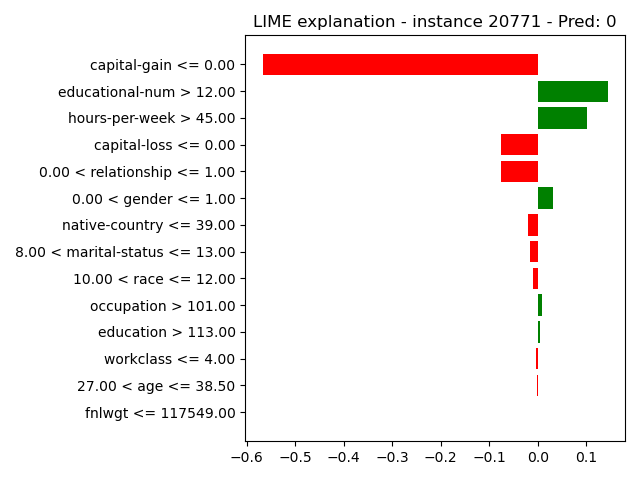 LIME explanation - instance 20771 - Pred: 0
capital-gain <= 0.00
educational-num > 12.00
hours-per-week > 45.00
capital-loss <= 0.00
0.00 < relationship <= 1.00
0.00 < gender <= 1.00
native-country <= 39.00
8.00 < marital-status <= 13.00
10.00 < race <= 12.00
occupation > 101.00
education > 113.00
workclass <= 4.00
27.00 < age <= 38.50
fnlwgt <= 117549.00
−0.6 −0.5 −0.4 −0.3 −0.2 −0.1 0.0 0.1